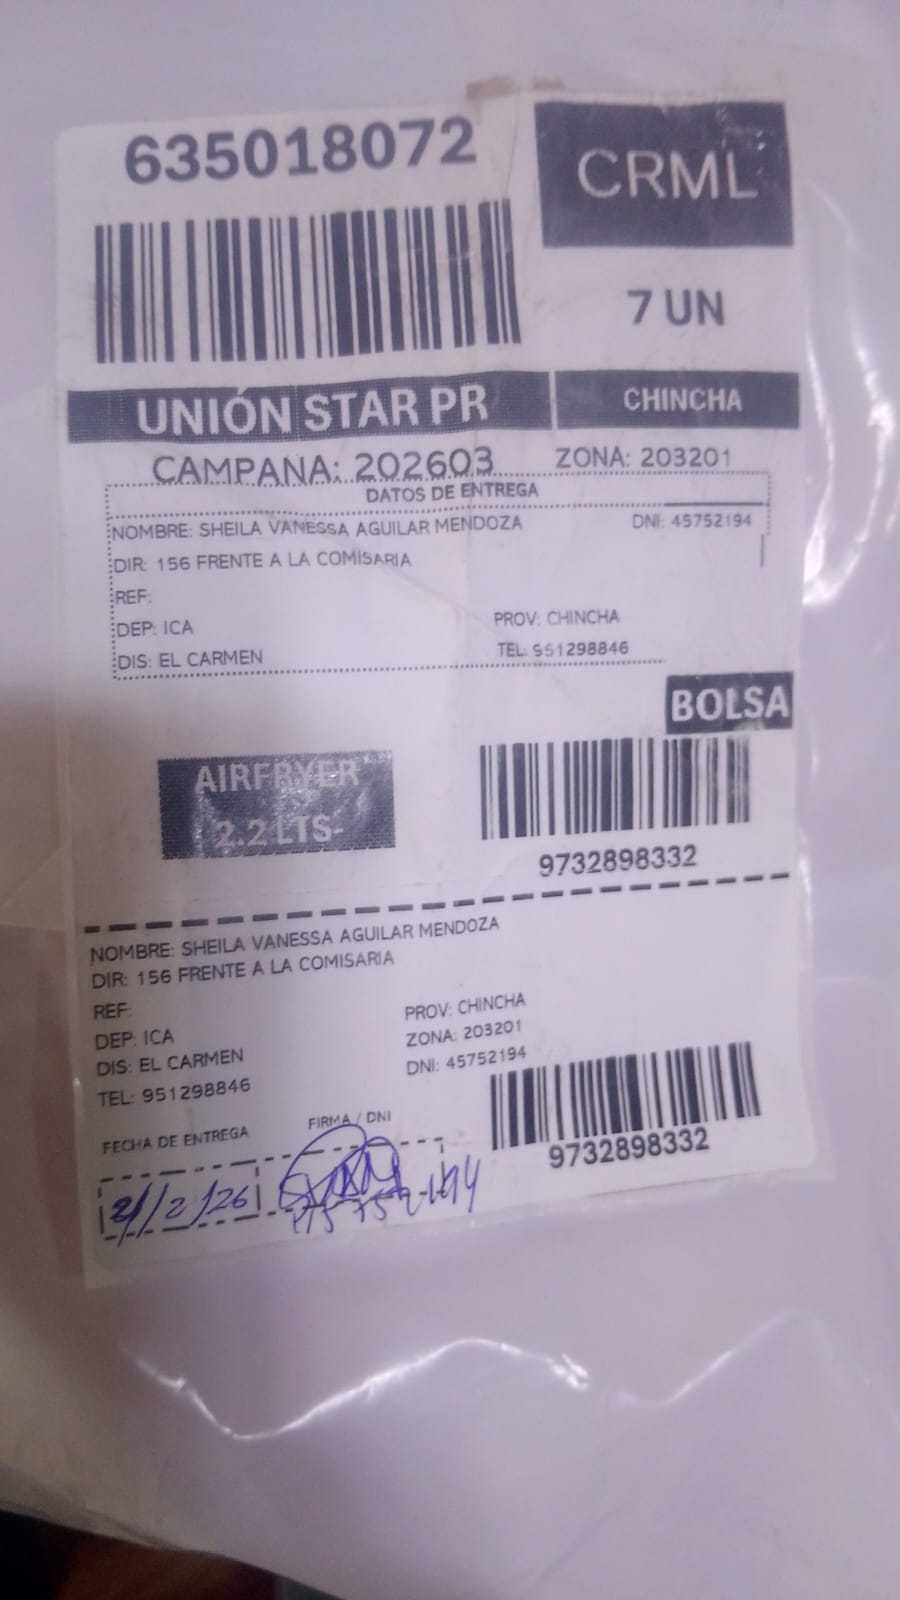 635018072
CRML
7 UN
UNIÓN STAR PR
CHINCHA
CAMPANA: 202603
ZONA: 203201
DATOS DE ENTREGA
NOMBRE: SHEILA VANESSA AGUILAR MENDOZA
DNI: 45752194
DIR: 156 FRENTE A LA COMISARIA
REF:
DEP: ICA
PROV: CHINCHA
DIS: EL CARMEN
TEL: 951298846
BOLSA
AIRFRYER
2.2 LTS-
9732898332
NOMBRE: SHEILA VANESSA AGUILAR MENDOZA
DIR: 156 FRENTE A LA COMISARIA
REF:
PROV: CHINCHA
DEP: ICA
ZONA: 203201
DIS: EL CARMEN
DNI: 45752194
TEL: 951298846
FECHA DE ENTREGA
FIRMA / DNI
9732898332
2/2/26
45752194